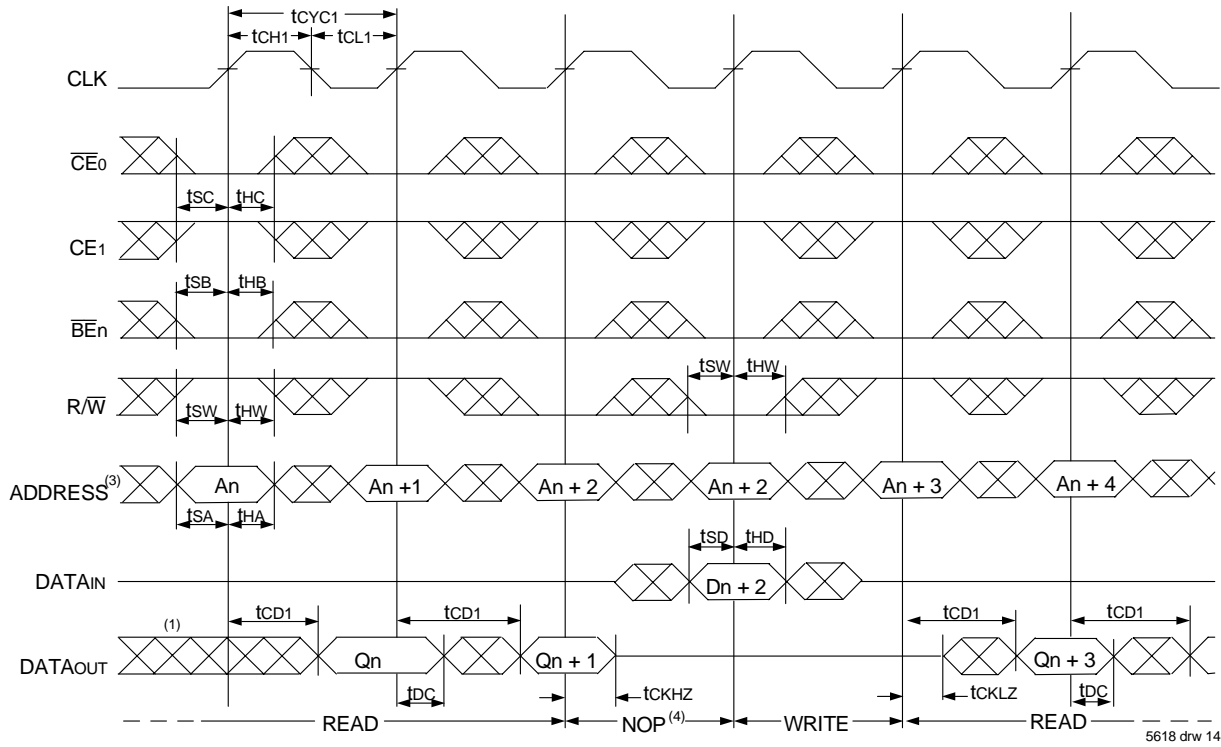 tCYC1
tCH1 tCL1
CLK
CE0
tSC tHC
CE1
tSB tHB
BEn
tSW tHW
R/W
tSW tHW
ADDRESS(3) An An +1 An + 2 An + 2 An + 3 An + 4
tSA tHA
tSD tHD
DATAIN Dn + 2
tCD1 tCD1 tCD1 tCD1
(1)
DATAOUT Qn Qn + 1 Qn + 3
tDC tCKHZ tCKLZ tDC
READ NOP(4) WRITE READ
5618 drw 14